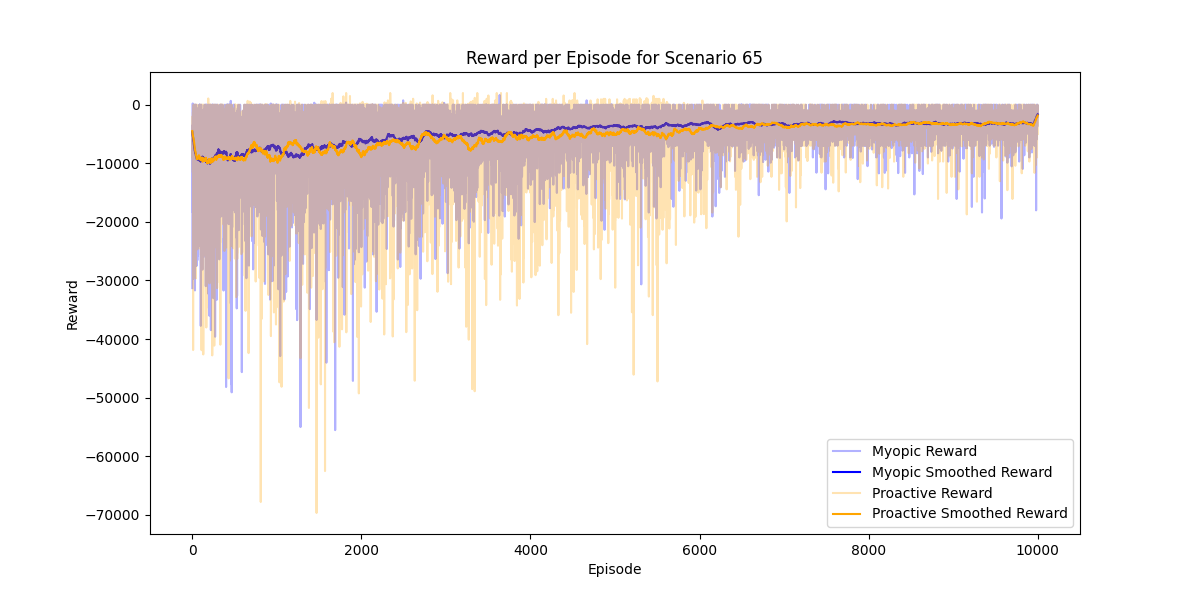 Reward per Episode for Scenario 65
Reward
0
−10000
−20000
−30000
−40000
−50000
−60000
−70000
0
2000
4000
6000
8000
10000
Episode
Myopic Reward
Myopic Smoothed Reward
Proactive Reward
Proactive Smoothed Reward